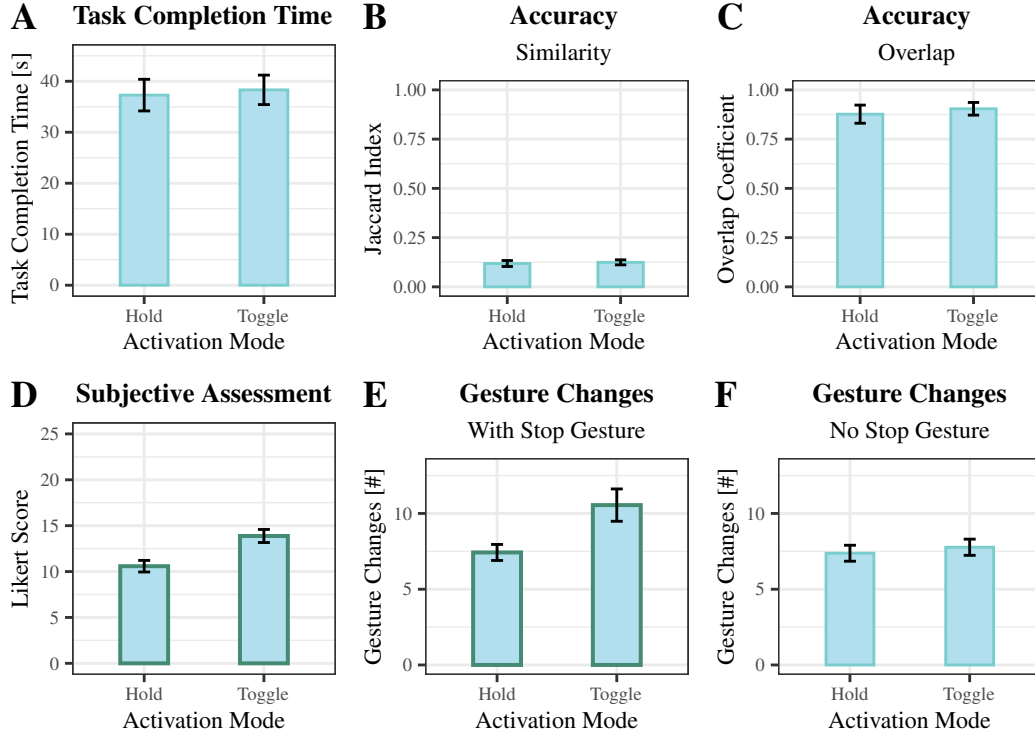 A Task Completion Time
Task Completion Time [s]
40
30
20
10
0
Hold Toggle
Activation Mode
B Accuracy
Similarity
Jaccard Index
1.00
0.75
0.50
0.25
0.00
Hold Toggle
Activation Mode
C Accuracy
Overlap
Overlap Coefficient
1.00
0.75
0.50
0.25
0.00
Hold Toggle
Activation Mode
D Subjective Assessment
Likert Score
25
20
15
10
5
0
Hold Toggle
Activation Mode
E Gesture Changes
With Stop Gesture
Gesture Changes [#]
10
5
0
Hold Toggle
Activation Mode
F Gesture Changes
No Stop Gesture
Gesture Changes [#]
10
5
0
Hold Toggle
Activation Mode